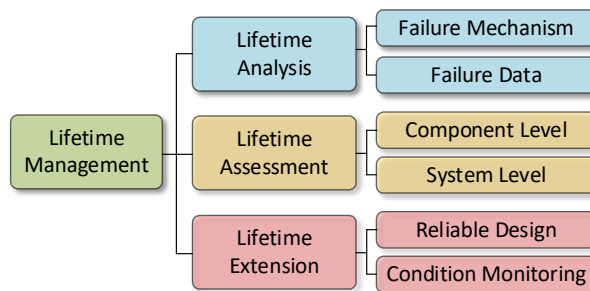 Lifetime
Management
Lifetime
Analysis
Failure Mechanism
Failure Data
Lifetime
Assessment
Component Level
System Level
Lifetime
Extension
Reliable Design
Condition Monitoring